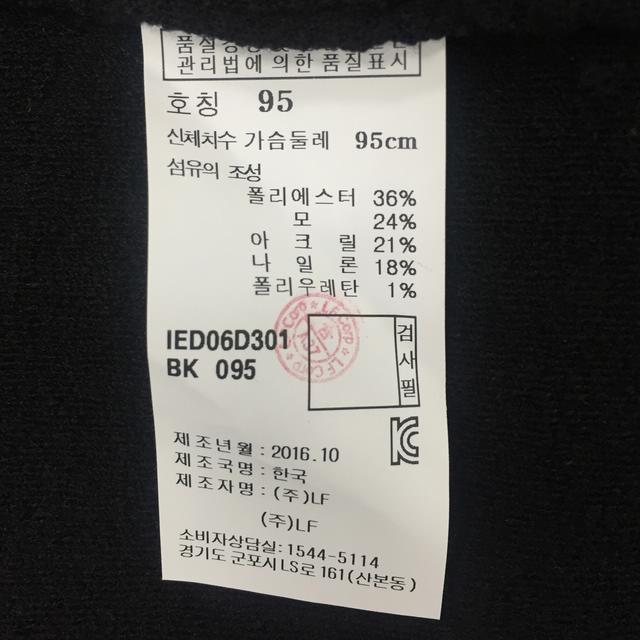 관리법에 의한 품질표시
호칭 95
신체치수 가슴둘레 95cm
섬유의 조성
폴리에스터 36%
모 24%
아크릴 21%
나일론 18%
폴리우레탄 1%
LF Corp
IED06D301
BK 095
검사필
제조년월 : 2016.10
제조국명 : 한국
제조자명 : (주)LF
(주)LF
소비자상담실:1544-5114
경기도 군포시 LS로 161(산본동)